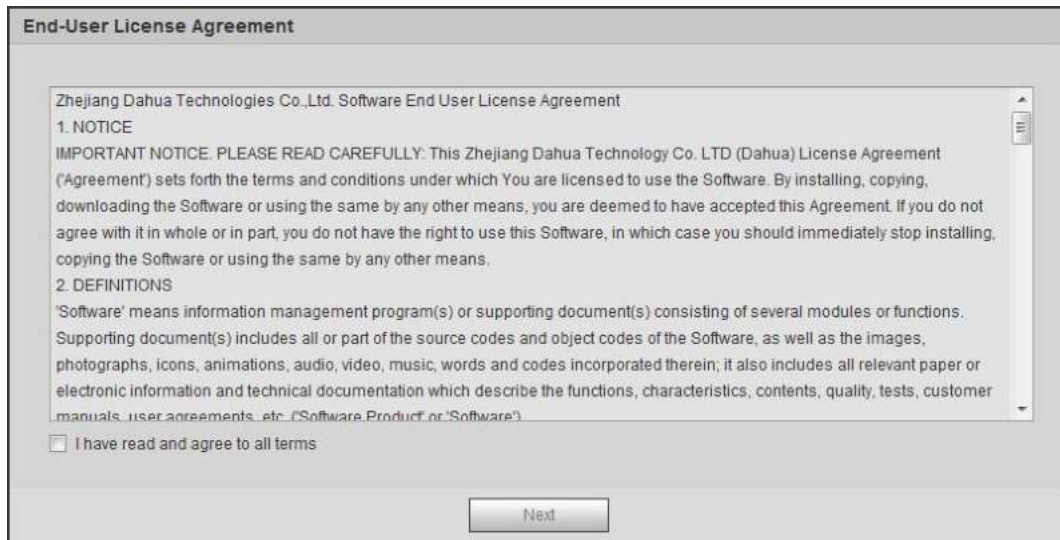 End-User License Agreement
Zhejiang Dahua Technologies Co.,Ltd. Software End User License Agreement
1. NOTICE
IMPORTANT NOTICE. PLEASE READ CAREFULLY: This Zhejiang Dahua Technology Co. LTD (Dahua) License Agreement
('Agreement') sets forth the terms and conditions under which You are licensed to use the Software. By installing, copying,
downloading the Software or using the same by any other means, you are deemed to have accepted this Agreement. If you do not
agree with it in whole or in part, you do not have the right to use this Software, in which case you should immediately stop installing,
copying the Software or using the same by any other means.
2. DEFINITIONS
'Software' means information management program(s) or supporting document(s) consisting of several modules or functions.
Supporting document(s) includes all or part of the source codes and object codes of the Software, as well as the images,
photographs, icons, animations, audio, video, music, words and codes incorporated therein; it also includes all relevant paper or
electronic information and technical documentation which describe the functions, characteristics, contents, quality, tests, customer
manuals, user agreements, etc. ('Software Product' or 'Software')
I have read and agree to all terms
Next